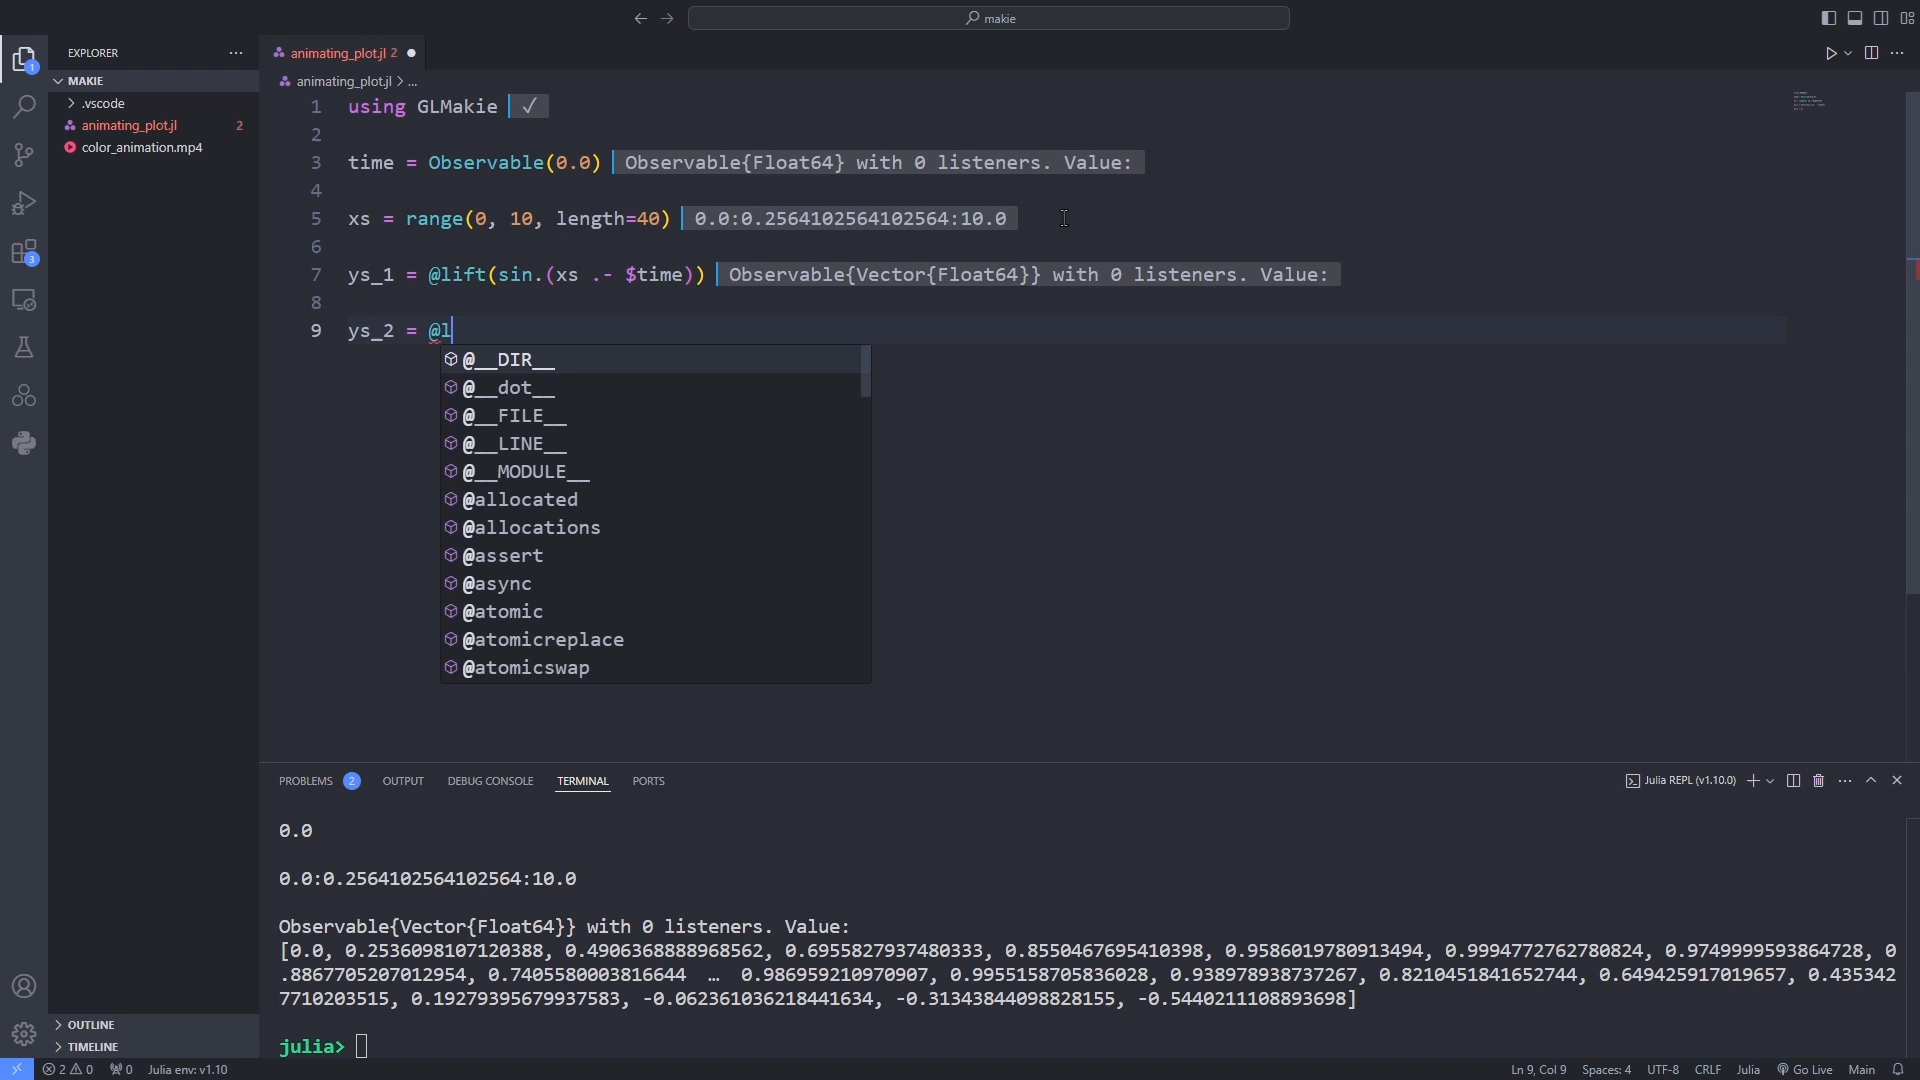 makie
EXPLORER
MAKIE
.vscode
animating_plot.jl 2
color_animation.mp4
OUTLINE
TIMELINE
1
3
animating_plot.jl 2
animating_plot.jl > ...
1 using GLMakie ✓
2
3 time = Observable(0.0) Observable{Float64} with 0 listeners. Value:
4
5 xs = range(0, 10, length=40) 0.0:0.2564102564102564:10.0
6
7 ys_1 = @lift(sin.(xs .- $time)) Observable{Vector{Float64}} with 0 listeners. Value:
8
9 ys_2 = @l
@__DIR__
@__dot__
@__FILE__
@__LINE__
@__MODULE__
@allocated
@allocations
@assert
@async
@atomic
@atomicreplace
@atomicswap
PROBLEMS 2 OUTPUT DEBUG CONSOLE TERMINAL PORTS Julia REPL (v1.10.0)
0.0
0.0:0.2564102564102564:10.0
Observable{Vector{Float64}} with 0 listeners. Value:
[0.0, 0.2536098107120388, 0.4906368888968562, 0.6955827937480333, 0.8550467695410398, 0.9586019780913494, 0.9994772762780824, 0.9749999593864728, 0
.8867705207012954, 0.7405580003816644 … 0.986959210970907, 0.9955158705836028, 0.938978938737267, 0.8210451841652744, 0.649425917019657, 0.435342
7710203515, 0.19279395679937583, -0.062361036218441634, -0.31343844098828155, -0.5440211108893698]
julia>
2 0 0 Julia env: v1.10 Ln 9, Col 9 Spaces: 4 UTF-8 CRLF Julia Go Live Main